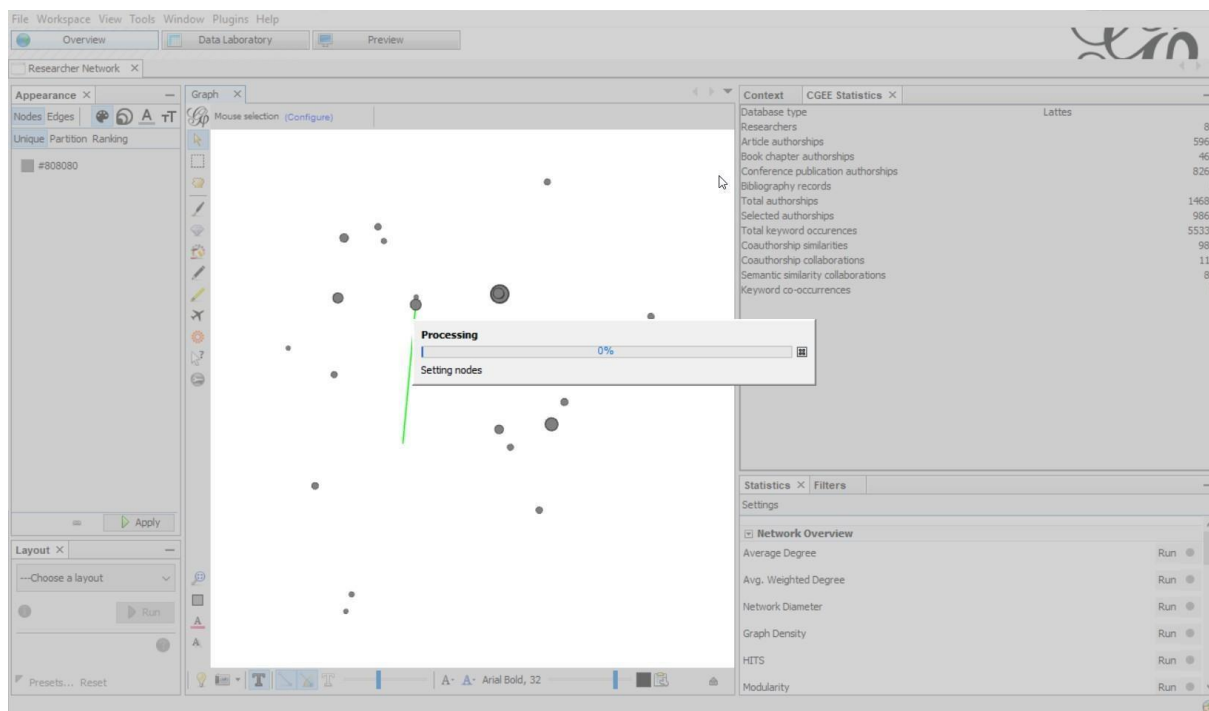 File Workspace View Tools Window Plugins Help
Overview Data Laboratory Preview
Researcher Network
Appearance
Nodes Edges A TT
Unique Partition Ranking
#808080
Apply
Layout
---Choose a layout
Run
Presets... Reset
Graph
Mouse selection (Configure)
Processing
0%
Setting nodes
T T A- A- Arial Bold, 32
Context CGEE Statistics
Database type Lattes
Researchers 8
Article authorships 596
Book chapter authorships 46
Conference publication authorships 826
Bibliography records
Total authorships 1468
Selected authorships 986
Total keyword occurences 5533
Coauthorship similarities 98
Coauthorship collaborations 11
Semantic similarity collaborations 8
Keyword co-occurrences
Statistics Filters
Settings
Network Overview
Average Degree Run
Avg. Weighted Degree Run
Network Diameter Run
Graph Density Run
HITS Run
Modularity Run